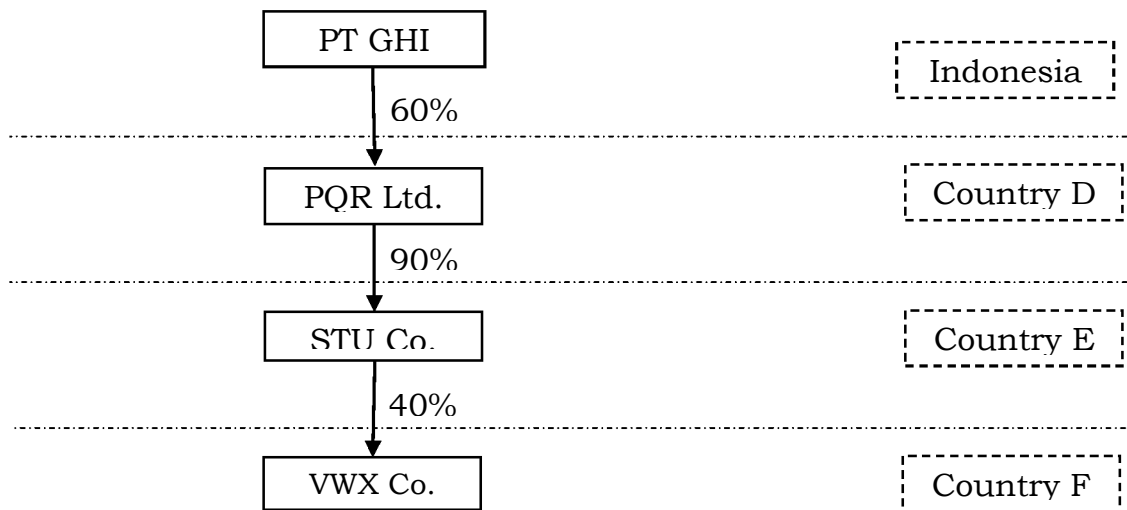 PT GHI
Indonesia
60%
PQR Ltd.
Country D
90%
STU Co.
Country E
40%
VWX Co.
Country F